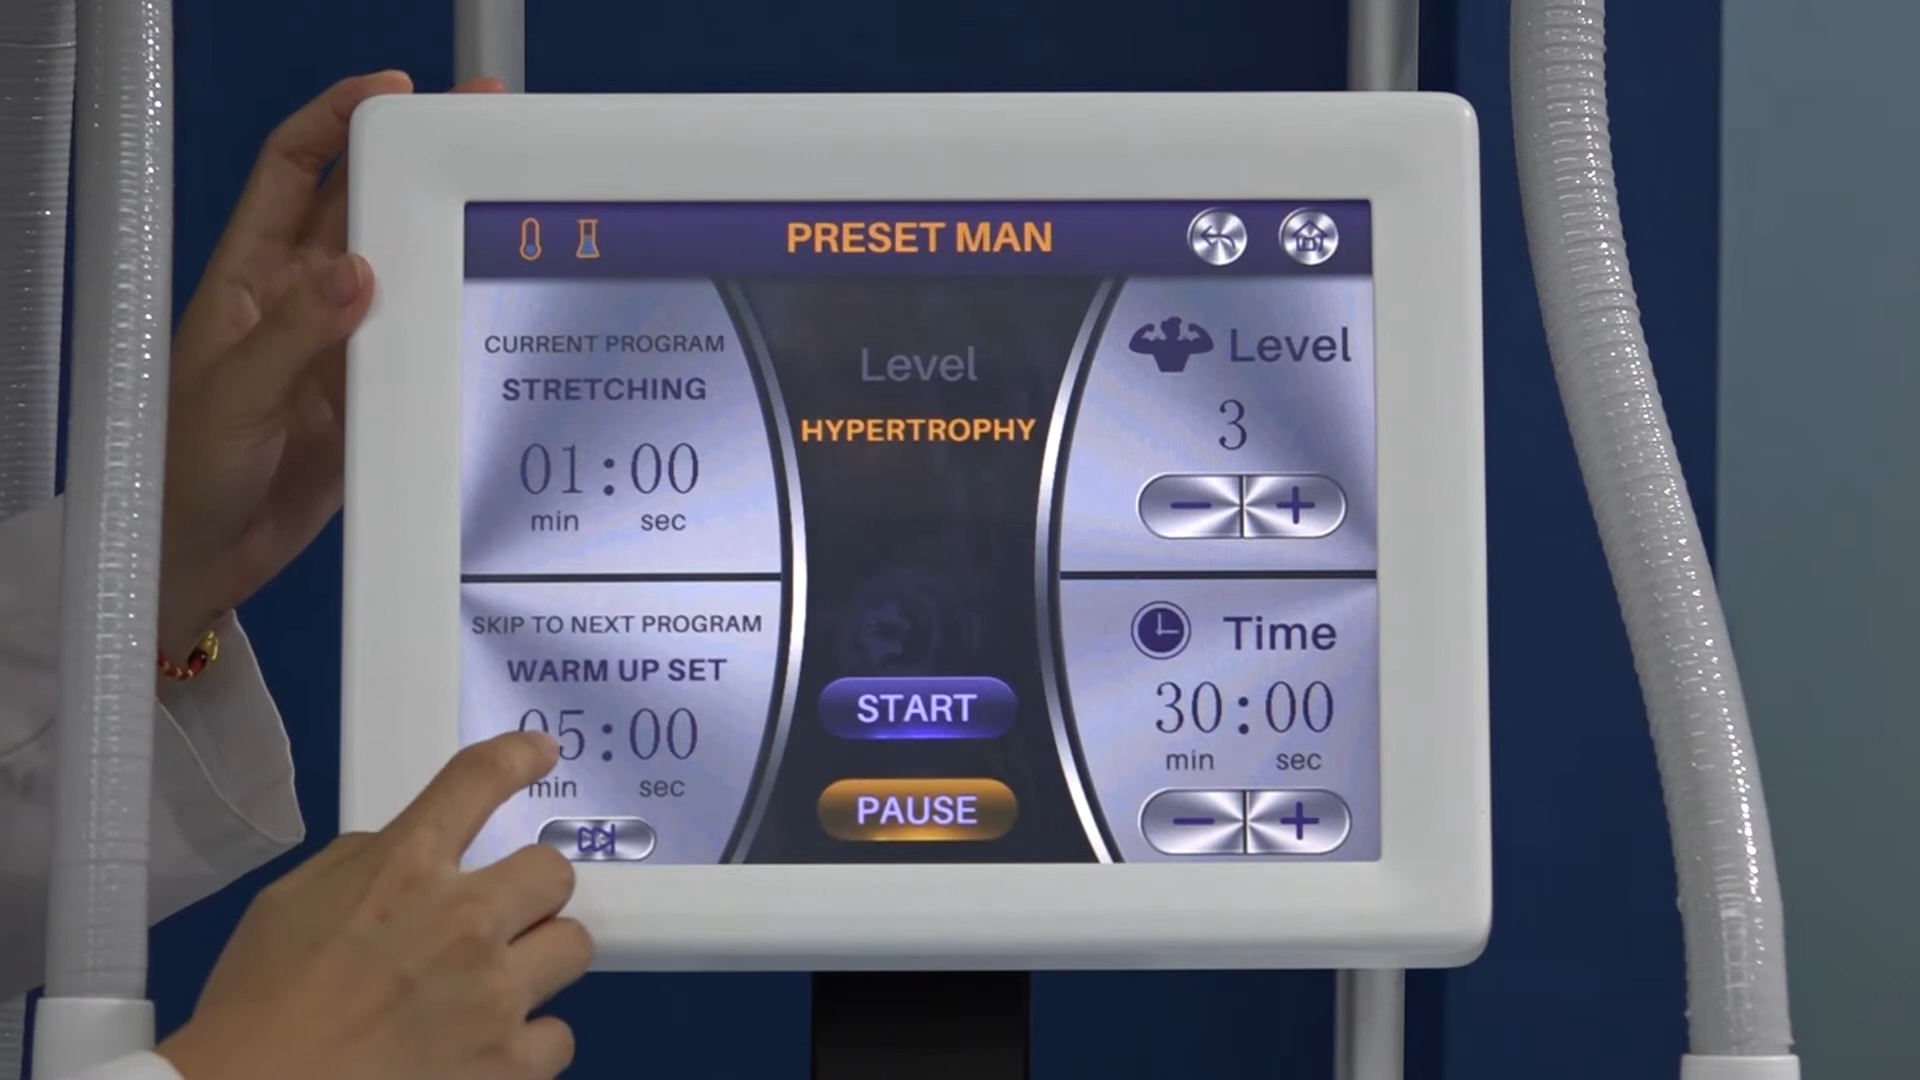 PRESET MAN
CURRENT PROGRAM
STRETCHING
01:00
min sec
SKIP TO NEXT PROGRAM
WARM UP SET
05:00
min sec
Level
HYPERTROPHY
START
PAUSE
Level
3
− +
Time
30:00
min sec
− +